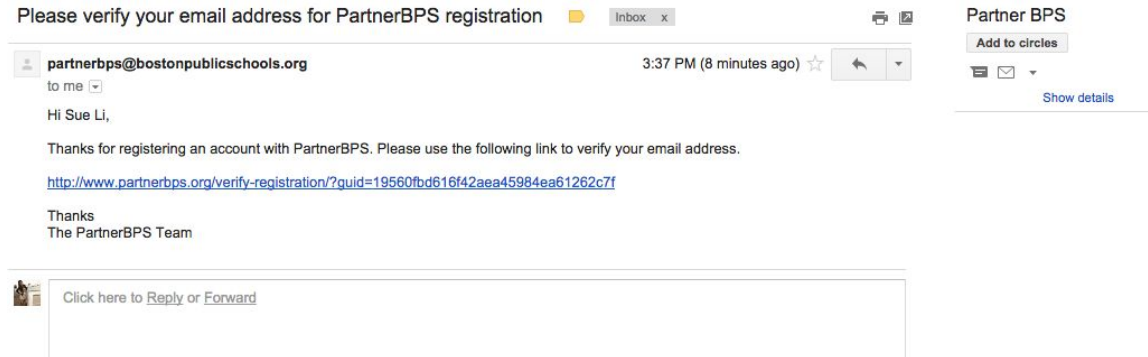 Please verify your email address for PartnerBPS registration
Inbox x
partnerbps@bostonpublicschools.org
3:37 PM (8 minutes ago)
to me
Hi Sue Li,
Thanks for registering an account with PartnerBPS. Please use the following link to verify your email address.
http://www.partnerbps.org/verify-registration/?guid=19560fbd616f42aea45984ea61262c7f
Thanks
The PartnerBPS Team
Click here to Reply or Forward
Partner BPS
Add to circles
Show details